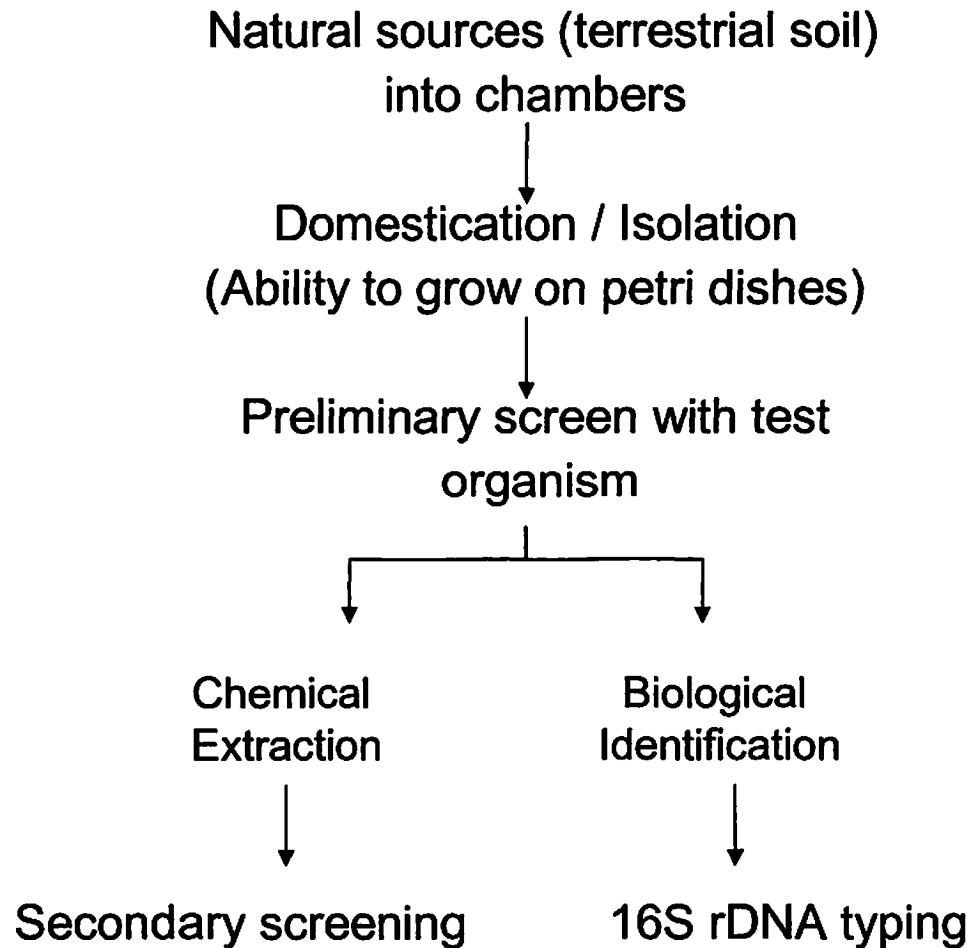 Natural sources (terrestrial soil)
into chambers
Domestication / Isolation
(Ability to grow on petri dishes)
Preliminary screen with test
organism
Chemical
Extraction
Biological
Identification
Secondary screening
16S rDNA typing